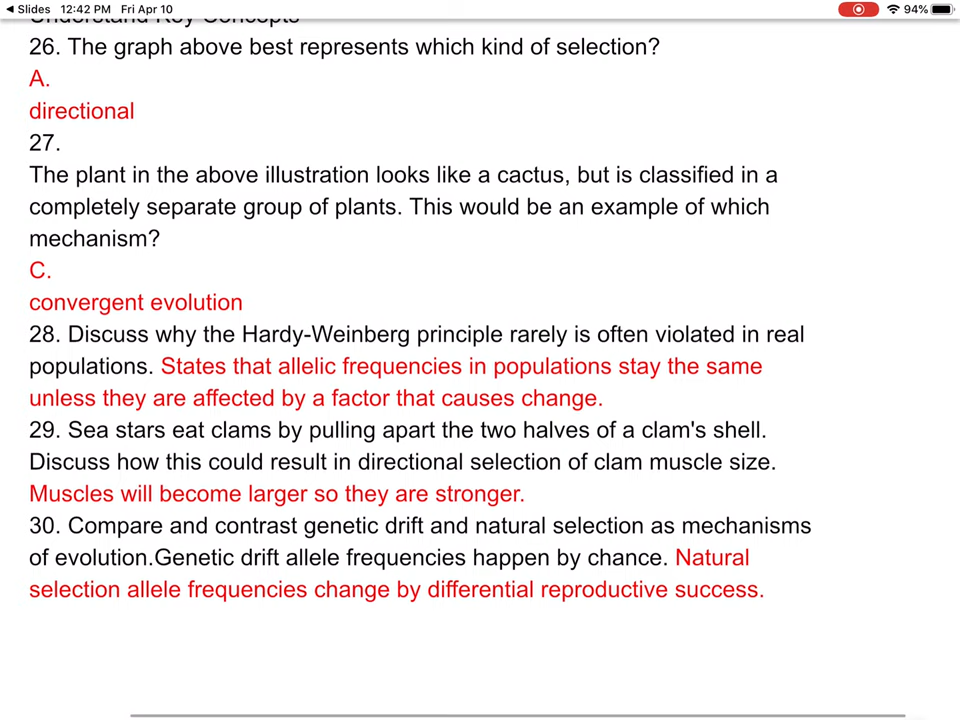 Slides 12:42 PM Fri Apr 10 94%
Understand Key Concepts
26. The graph above best represents which kind of selection?
A.
directional
27.
The plant in the above illustration looks like a cactus, but is classified in a
completely separate group of plants. This would be an example of which
mechanism?
C.
convergent evolution
28. Discuss why the Hardy-Weinberg principle rarely is often violated in real
populations. States that allelic frequencies in populations stay the same
unless they are affected by a factor that causes change.
29. Sea stars eat clams by pulling apart the two halves of a clam's shell.
Discuss how this could result in directional selection of clam muscle size.
Muscles will become larger so they are stronger.
30. Compare and contrast genetic drift and natural selection as mechanisms
of evolution.Genetic drift allele frequencies happen by chance. Natural
selection allele frequencies change by differential reproductive success.